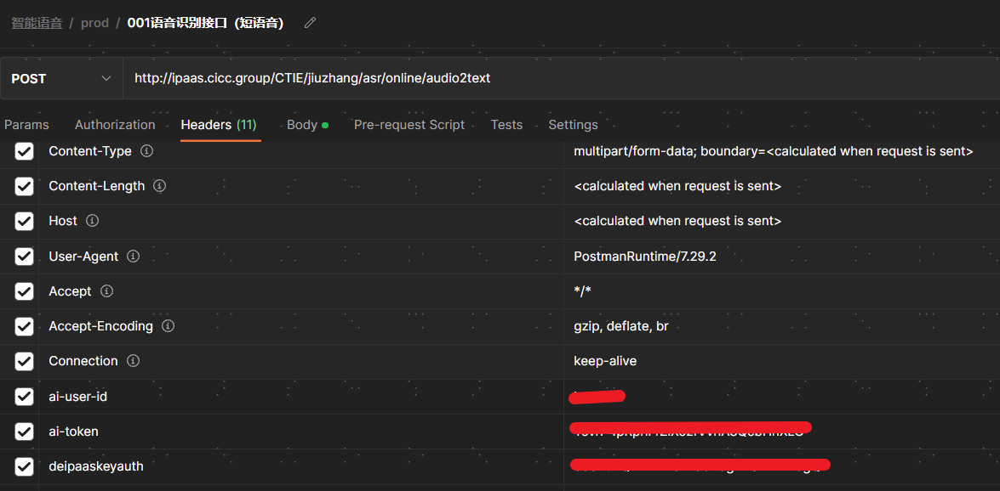 智能语音 / prod / 001语音识别接口（短语音）
POST http://ipaas.cicc.group/CTIE/jiuzhang/asr/online/audio2text
Params Authorization Headers (11) Body Pre-request Script Tests Settings
Content-Type multipart/form-data; boundary=<calculated when request is sent>
Content-Length <calculated when request is sent>
Host <calculated when request is sent>
User-Agent PostmanRuntime/7.29.2
Accept */*
Accept-Encoding gzip, deflate, br
Connection keep-alive
ai-user-id
ai-token
deipaaskeyauth